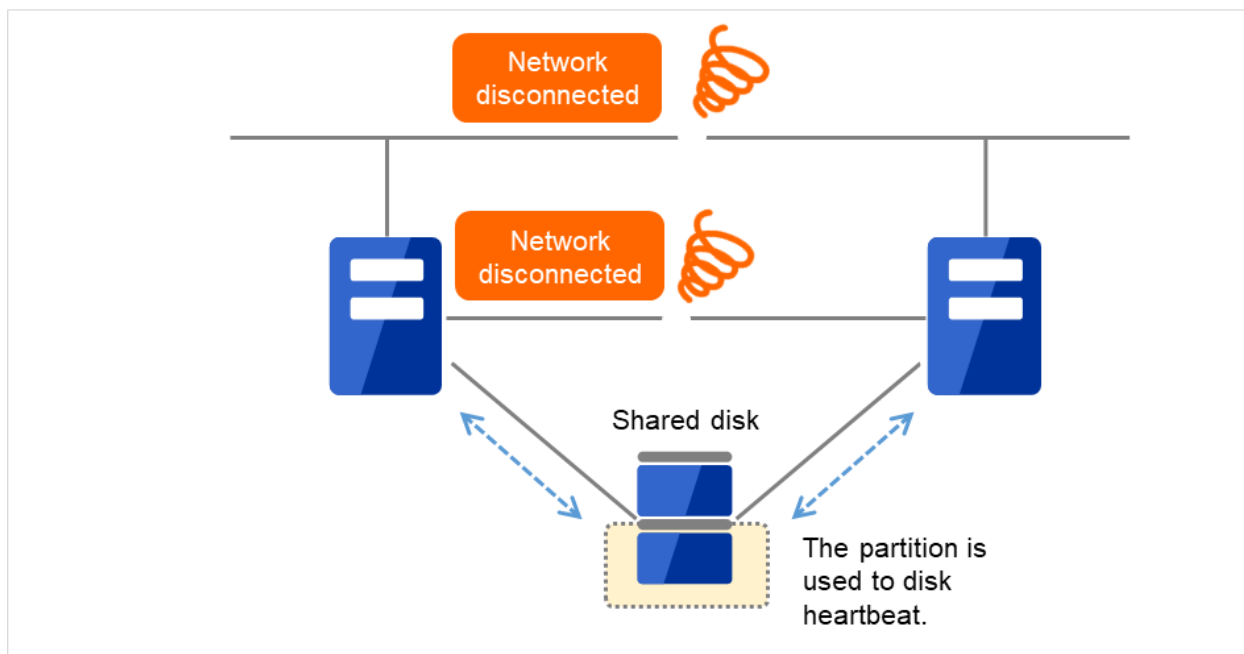 Network
disconnected
Network
disconnected
Shared disk
The partition is
used to disk
heartbeat.